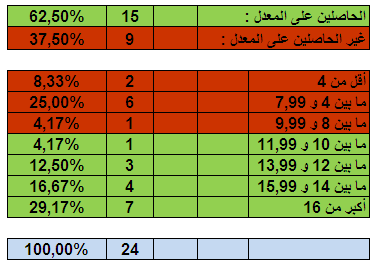 الحاصلين على المعدل : 15 62,50%
غير الحاصلين على المعدل : 9 37,50%
أقل من 4 2 8,33%
ما بين 4 و 7,99 6 25,00%
ما بين 8 و 9,99 1 4,17%
ما بين 10 و 11,99 1 4,17%
ما بين 12 و 13,99 3 12,50%
ما بين 14 و 15,99 4 16,67%
أكبر من 16 7 29,17%
24 100,00%